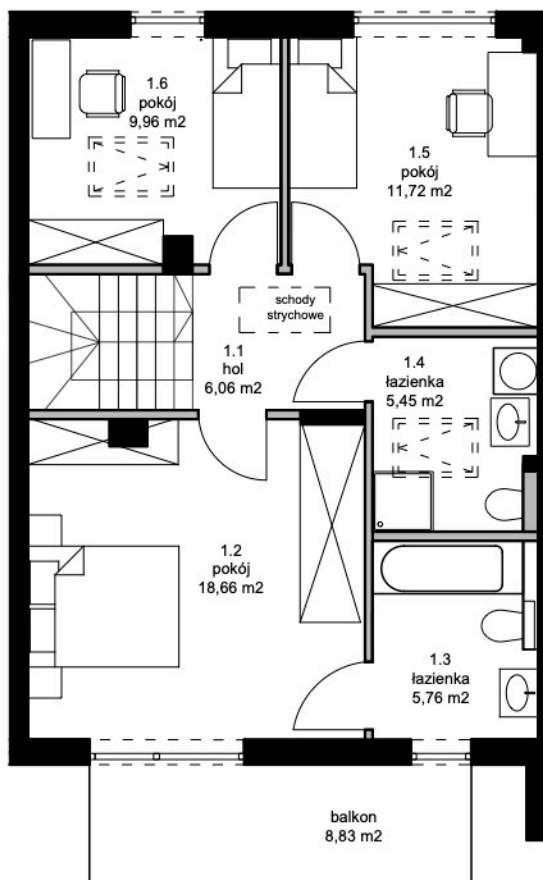 1.6
pokój
9,96 m2
1.5
pokój
11,72 m2
schody
strychowe
1.1
hol
6,06 m2
1.4
łazienka
5,45 m2
1.2
pokój
18,66 m2
1.3
łazienka
5,76 m2
balkon
8,83 m2